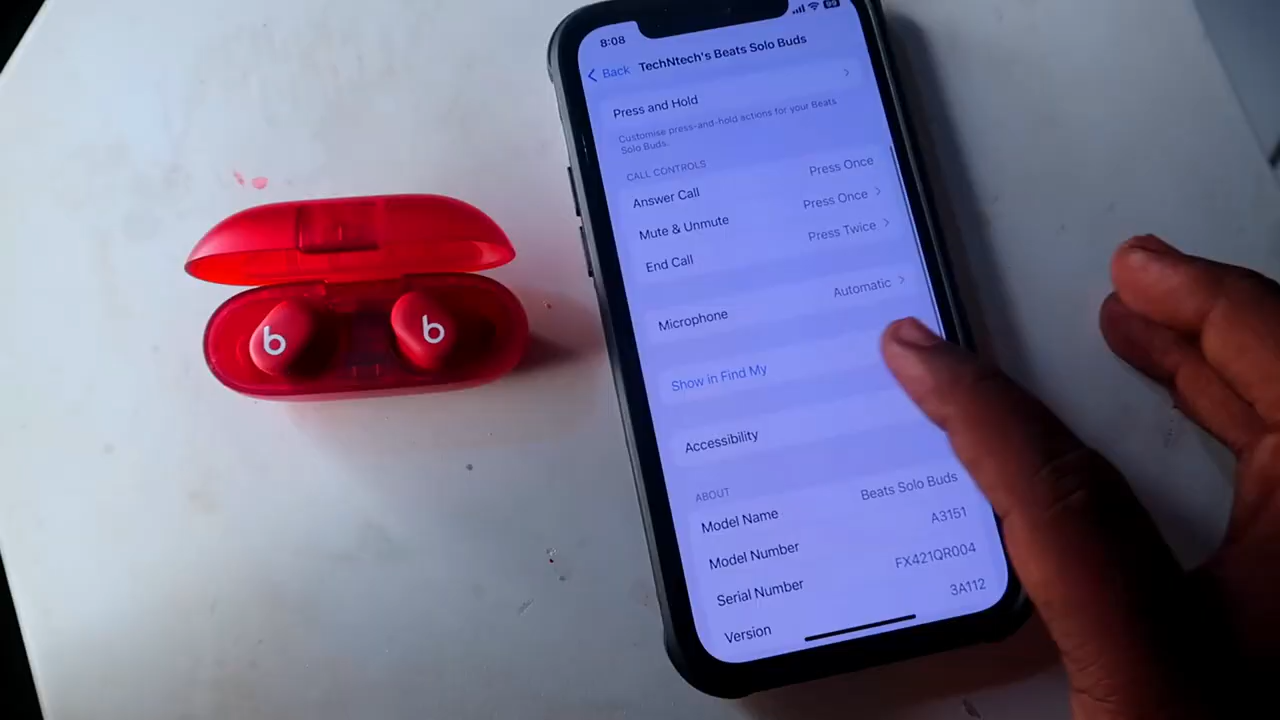 8:08
98
Back TechNtech's Beats Solo Buds
Press and Hold
Customise press-and-hold actions for your Beats
Solo Buds.
CALL CONTROLS
Answer Call Press Once
Mute & Unmute Press Once
End Call Press Twice
Microphone Automatic
Show in Find My
Accessibility
ABOUT
Model Name Beats Solo Buds
Model Number A3151
Serial Number FX421QR004
Version 3A112
b
b